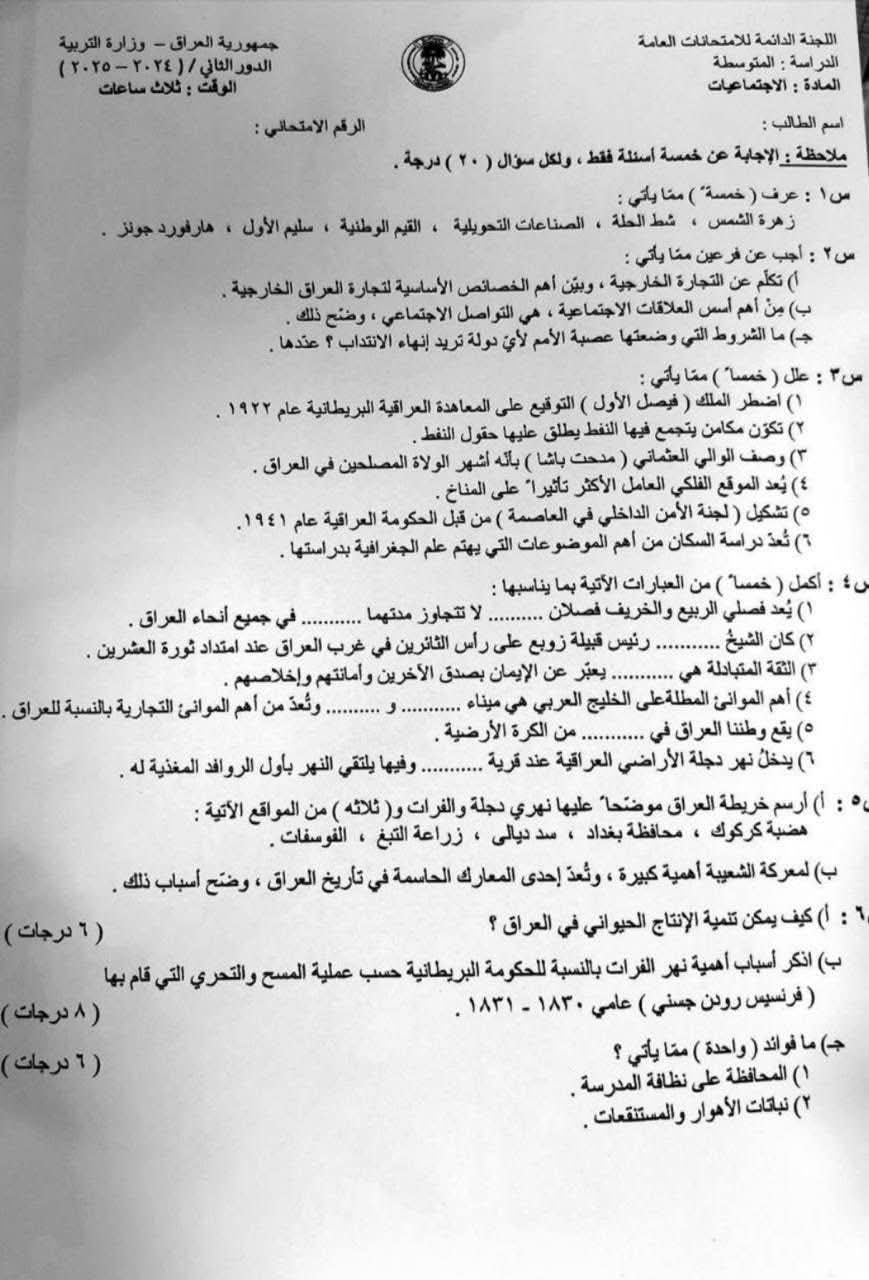 اللجنة الدائمة للامتحانات العامة
الدراسة : المتوسطة
المادة : الاجتماعيات
جمهورية العراق - وزارة التربية
الدور الثاني / ( ٢٠٢٤ - ٢٠٢٥ )
الوقت : ثلاث ساعات
اسم الطالب :
الرقم الامتحاني :
ملاحظة : الإجابة عن خمسة أسئلة فقط ، ولكل سؤال ( ٢٠ ) درجة .
س١ : عرف ( خمسةً ) ممّا يأتي :
زهرة الشمس ، شط الحلة ، الصناعات التحويلية ، القيم الوطنية ، سليم الأول ، هارفورد جونز .
س٢ : أجب عن فرعين ممّا يأتي :
أ) تكلّم عن التجارة الخارجية ، وبيّن أهم الخصائص الأساسية لتجارة العراق الخارجية .
ب) مِنْ أهم أسس العلاقات الاجتماعية ، هي التواصل الاجتماعي ، وضّح ذلك .
جـ) ما الشروط التي وضعتها عصبة الأمم لأيّ دولة تريد إنهاء الانتداب ؟ عدّدها .
س٣ : علل ( خمساً ) ممّا يأتي :
١) اضطر الملك ( فيصل الأول ) التوقيع على المعاهدة العراقية البريطانية عام ١٩٢٢ .
٢) تكوّن مكامن يتجمع فيها النفط يطلق عليها حقول النفط .
٣) وصف الوالي العثماني ( مدحت باشا ) بأنّه أشهر الولاة المصلحين في العراق .
٤) يُعد الموقع الفلكي العامل الأكثر تأثيراً على المناخ .
٥) تشكيل ( لجنة الأمن الداخلي في العاصمة ) من قبل الحكومة العراقية عام ١٩٤١.
٦) تُعدّ دراسة السكان من أهم الموضوعات التي يهتم علم الجغرافية بدراستها .
س٤ : أكمل ( خمساً ) من العبارات الآتية بما يناسبها :
١) يُعد فصلي الربيع والخريف فصلان .......... لا تتجاوز مدتهما ........... في جميع أنحاء العراق .
٢) كان الشيخُ ........... رئيس قبيلة زوبع على رأس الثائرين في غرب العراق عند امتداد ثورة العشرين .
٣) الثقة المتبادلة هي ........... يعبّر عن الإيمان بصدق الآخرين وأمانتهم وإخلاصهم .
٤) أهم الموانئ المطلةعلى الخليج العربي هي ميناء ........... و .......... وتُعدّ من أهم الموانئ التجارية بالنسبة للعراق .
٥) يقع وطننا العراق في ........... من الكرة الأرضية .
٦) يدخلُ نهر دجلة الأراضي العراقية عند قرية ........... وفيها يلتقي النهر بأول الروافد المغذية له .
س٥ : أ) أرسم خريطة العراق موضّحاً عليها نهري دجلة والفرات و( ثلاثه ) من المواقع الآتية :
هضبة كركوك ، محافظة بغداد ، سد ديالى ، زراعة التبغ ، الفوسفات .
ب) لمعركة الشعيبة أهمية كبيرة ، وتُعدّ إحدى المعارك الحاسمة في تأريخ العراق ، وضّح أسباب ذلك .
س٦ : أ) كيف يمكن تنمية الإنتاج الحيواني في العراق ؟ ( ٦ درجات )
ب) اذكر أسباب أهمية نهر الفرات بالنسبة للحكومة البريطانية حسب عملية المسح والتحري التي قام بها
( فرنسيس رودن جسني ) عامي ١٨٣٠ - ١٨٣١ . ( ٨ درجات )
جـ) ما فوائد ( واحدة ) ممّا يأتي ؟ ( ٦ درجات )
١) المحافظة على نظافة المدرسة .
٢) نباتات الأهوار والمستنقعات .